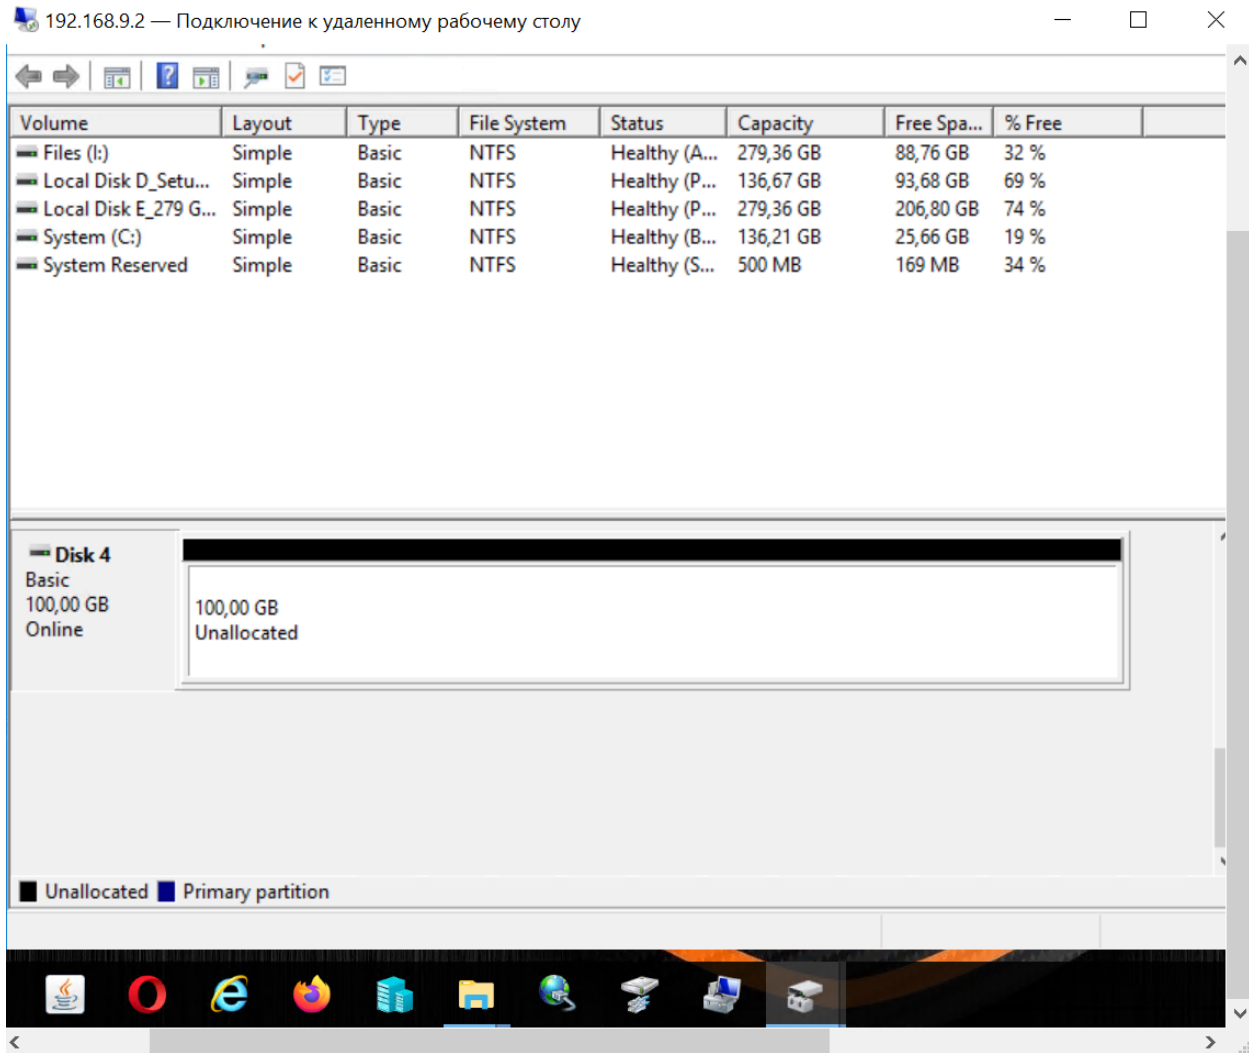 192.168.9.2 — Подключение к удаленному рабочему столу
Volume Layout Type File System Status Capacity Free Spa... % Free
Files (I:) Simple Basic NTFS Healthy (A... 279,36 GB 88,76 GB 32 %
Local Disk D_Setu... Simple Basic NTFS Healthy (P... 136,67 GB 93,68 GB 69 %
Local Disk E_279 G... Simple Basic NTFS Healthy (P... 279,36 GB 206,80 GB 74 %
System (C:) Simple Basic NTFS Healthy (B... 136,21 GB 25,66 GB 19 %
System Reserved Simple Basic NTFS Healthy (S... 500 MB 169 MB 34 %
Disk 4
Basic
100,00 GB
Online
100,00 GB
Unallocated
Unallocated Primary partition